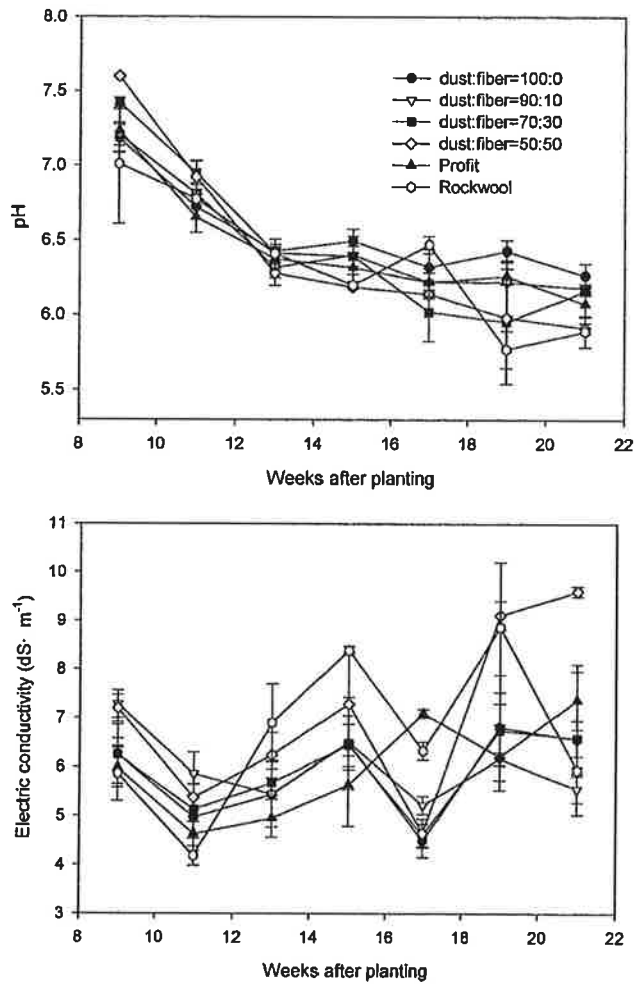 8.0
7.5
7.0
6.5
6.0
5.5
pH
dust:fiber=100:0
dust:fiber=90:10
dust:fiber=70:30
dust:fiber=50:50
Profit
Rockwool
8 10 12 14 16 18 20 22
Weeks after planting
11
10
9
8
7
6
5
4
3
Electric conductivity (dS· m⁻¹)
8 10 12 14 16 18 20 22
Weeks after planting